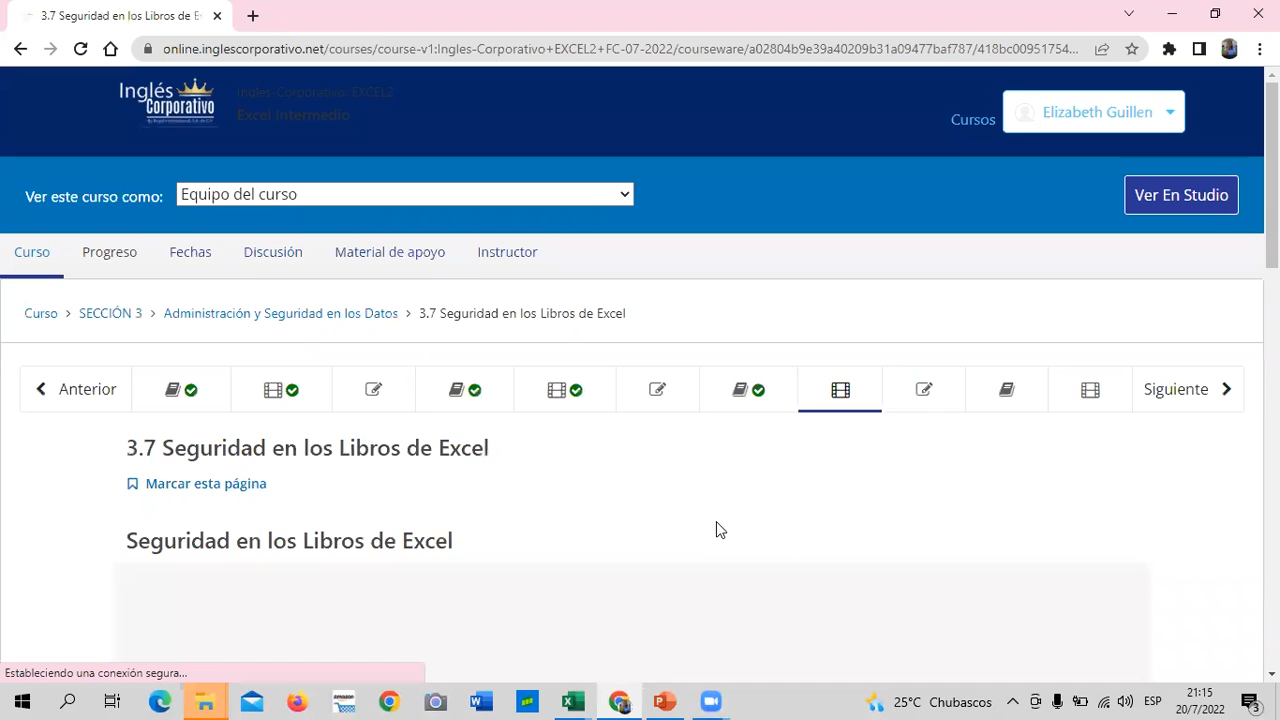 3.7 Seguridad en los Libros de E
online.inglescorporativo.net/courses/course-v1:Ingles-Corporativo+EXCEL2+FC-07-2022/courseware/a02804b9e39a40209b31a09477baf787/418bc00951754...
Inglés Corporativo
Ingles-Corporativo: EXCEL2
Excel Intermedio
Cursos
Elizabeth Guillen
Ver este curso como:
Equipo del curso
Ver En Studio
Curso Progreso Fechas Discusión Material de apoyo Instructor
Curso > SECCIÓN 3 > Administración y Seguridad en los Datos > 3.7 Seguridad en los Libros de Excel
Anterior
Siguiente
3.7 Seguridad en los Libros de Excel
Marcar esta página
Seguridad en los Libros de Excel
Estableciendo una conexión segura...
25°C Chubascos
ESP
21:15
20/7/2022
3